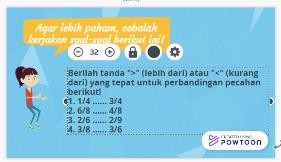 Agar lebih paham, cobalah
kerjakan soal-soal berikut ini!
32
Berilah tanda ">" (lebih dari) atau "<" (kurang
dari) yang tepat untuk perbandingan pecahan
berikut!
1. 1/4 ...... 3/4
2. 6/8 ...... 4/8
3. 2/6 ...... 2/9
4. 3/8 ...... 3/6
CREATED USING
POWTOON